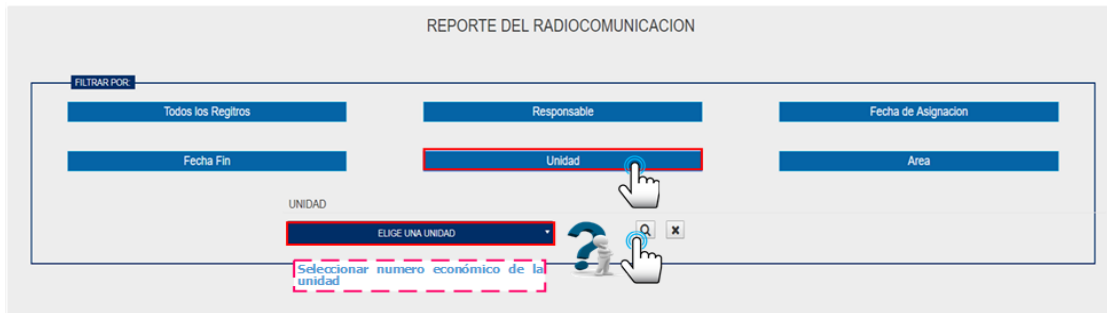 REPORTE DEL RADIOCOMUNICACION
FILTRAR POR:
Todos los Regitros
Responsable
Fecha de Asignacion
Fecha Fin
Unidad
Area
UNIDAD
ELIGE UNA UNIDAD
Seleccionar numero económico de la
unidad